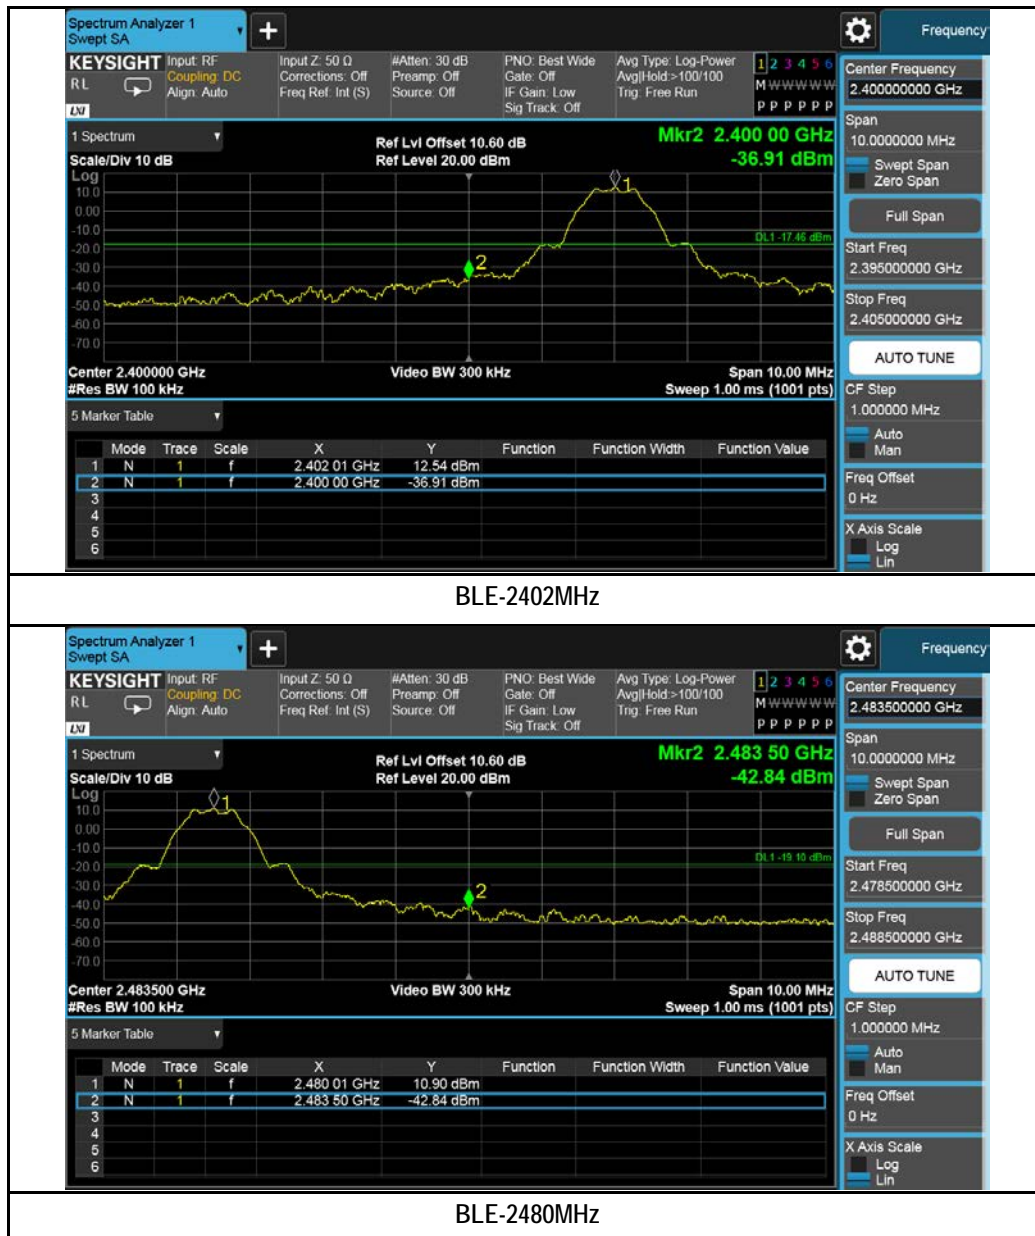 Spectrum Analyzer 1
Swept SA
+
Frequency
KEYSIGHT
RL
LXI
Input: RF
Coupling: DC
Align: Auto
Input Z: 50 Ω
Corrections: Off
Freq Ref: Int (S)
#Atten: 30 dB
Preamp: Off
Source: Off
PNO: Best Wide
Gate: Off
IF Gain: Low
Sig Track: Off
Avg Type: Log-Power
Avg|Hold:>100/100
Trig: Free Run
1 2 3 4 5 6
M W W W W W
P P P P P P
1 Spectrum
Scale/Div 10 dB
Ref Lvl Offset 10.60 dB
Ref Level 20.00 dBm
Mkr2 2.400 00 GHz
-36.91 dBm
Log
10.0
0.00
-10.0
-20.0
-30.0
-40.0
-50.0
-60.0
-70.0
1
2
DL1 -17.46 dBm
Center 2.400000 GHz
#Res BW 100 kHz
Video BW 300 kHz
Span 10.00 MHz
Sweep 1.00 ms (1001 pts)
5 Marker Table
Mode Trace Scale X Y Function Function Width Function Value
1 N 1 f 2.402 01 GHz 12.54 dBm
2 N 1 f 2.400 00 GHz -36.91 dBm
3
4
5
6
Center Frequency
2.400000000 GHz
Span
10.0000000 MHz
Swept Span
Zero Span
Full Span
Start Freq
2.395000000 GHz
Stop Freq
2.405000000 GHz
AUTO TUNE
CF Step
1.000000 MHz
Auto
Man
Freq Offset
0 Hz
X Axis Scale
Log
Lin
BLE-2402MHz
Spectrum Analyzer 1
Swept SA
+
Frequency
KEYSIGHT
RL
LXI
Input: RF
Coupling: DC
Align: Auto
Input Z: 50 Ω
Corrections: Off
Freq Ref: Int (S)
#Atten: 30 dB
Preamp: Off
Source: Off
PNO: Best Wide
Gate: Off
IF Gain: Low
Sig Track: Off
Avg Type: Log-Power
Avg|Hold:>100/100
Trig: Free Run
1 2 3 4 5 6
M W W W W W
P P P P P P
1 Spectrum
Scale/Div 10 dB
Ref Lvl Offset 10.60 dB
Ref Level 20.00 dBm
Mkr2 2.483 50 GHz
-42.84 dBm
Log
10.0
0.00
-10.0
-20.0
-30.0
-40.0
-50.0
-60.0
-70.0
1
2
DL1 -19.10 dBm
Center 2.483500 GHz
#Res BW 100 kHz
Video BW 300 kHz
Span 10.00 MHz
Sweep 1.00 ms (1001 pts)
5 Marker Table
Mode Trace Scale X Y Function Function Width Function Value
1 N 1 f 2.480 01 GHz 10.90 dBm
2 N 1 f 2.483 50 GHz -42.84 dBm
3
4
5
6
Center Frequency
2.483500000 GHz
Span
10.0000000 MHz
Swept Span
Zero Span
Full Span
Start Freq
2.478500000 GHz
Stop Freq
2.488500000 GHz
AUTO TUNE
CF Step
1.000000 MHz
Auto
Man
Freq Offset
0 Hz
X Axis Scale
Log
Lin
BLE-2480MHz